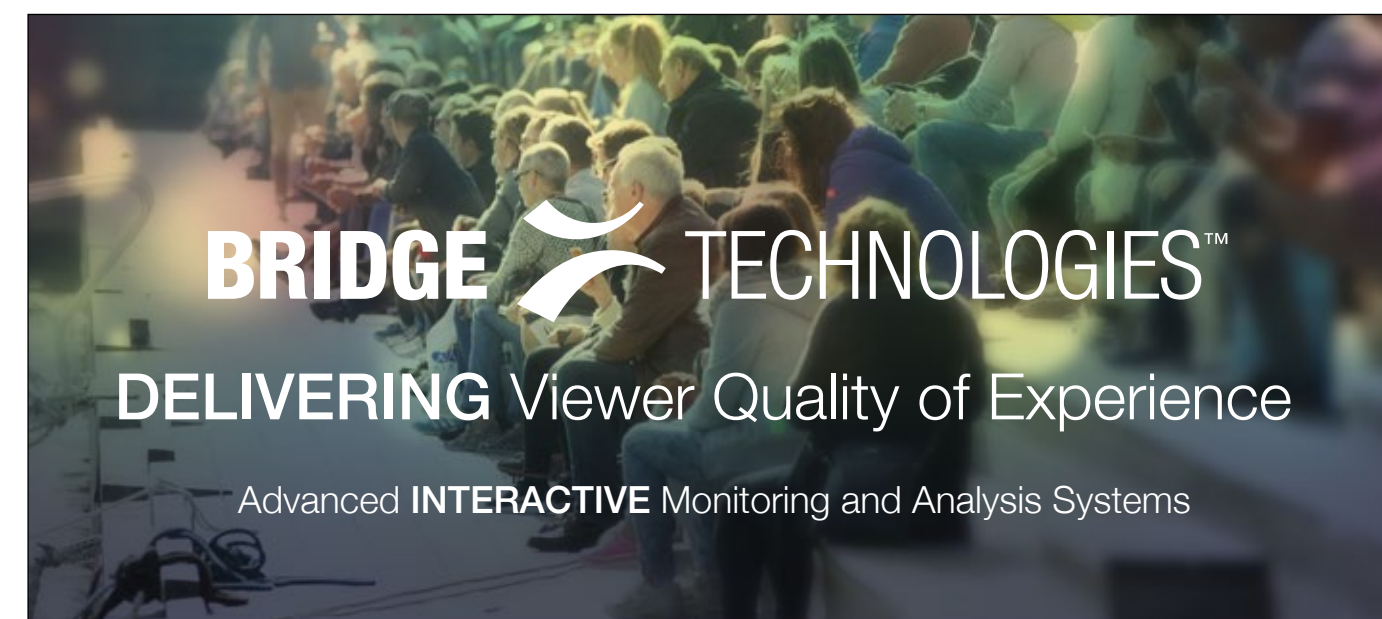 BRIDGE TECHNOLOGIES™
DELIVERING Viewer Quality of Experience
Advanced INTERACTIVE Monitoring and Analysis Systems